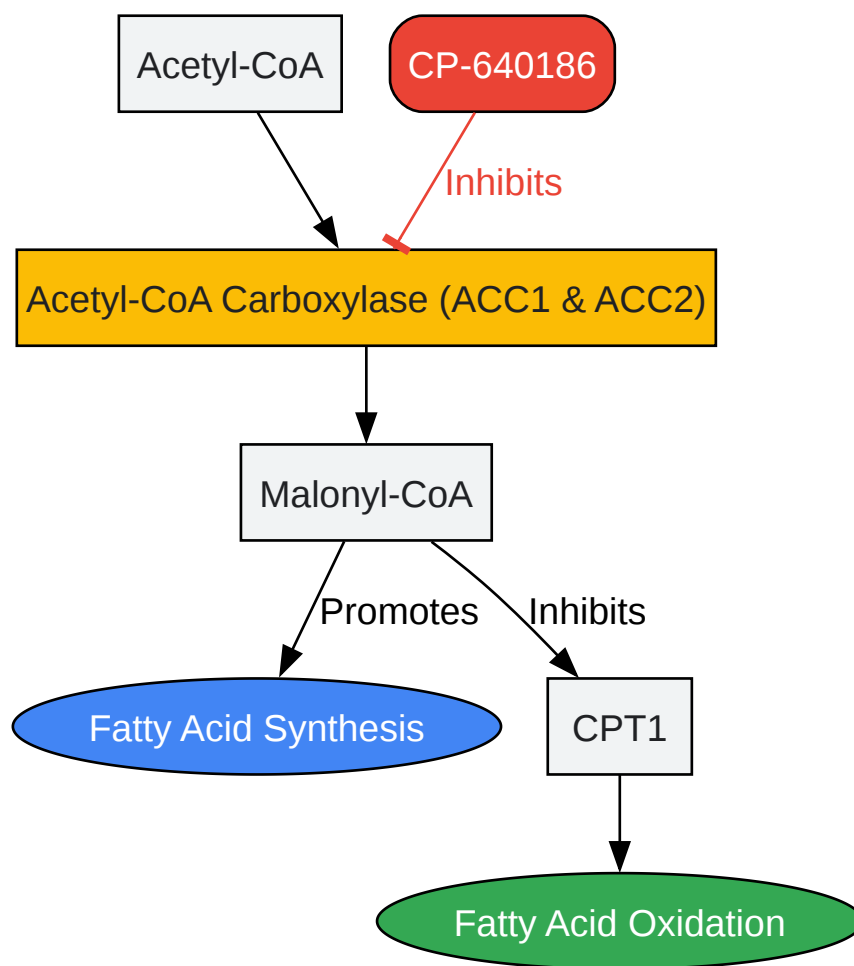 Acetyl-CoA
CP-640186
Inhibits
Acetyl-CoA Carboxylase (ACC1 & ACC2)
Malonyl-CoA
Promotes
Inhibits
Fatty Acid Synthesis
CPT1
Fatty Acid Oxidation